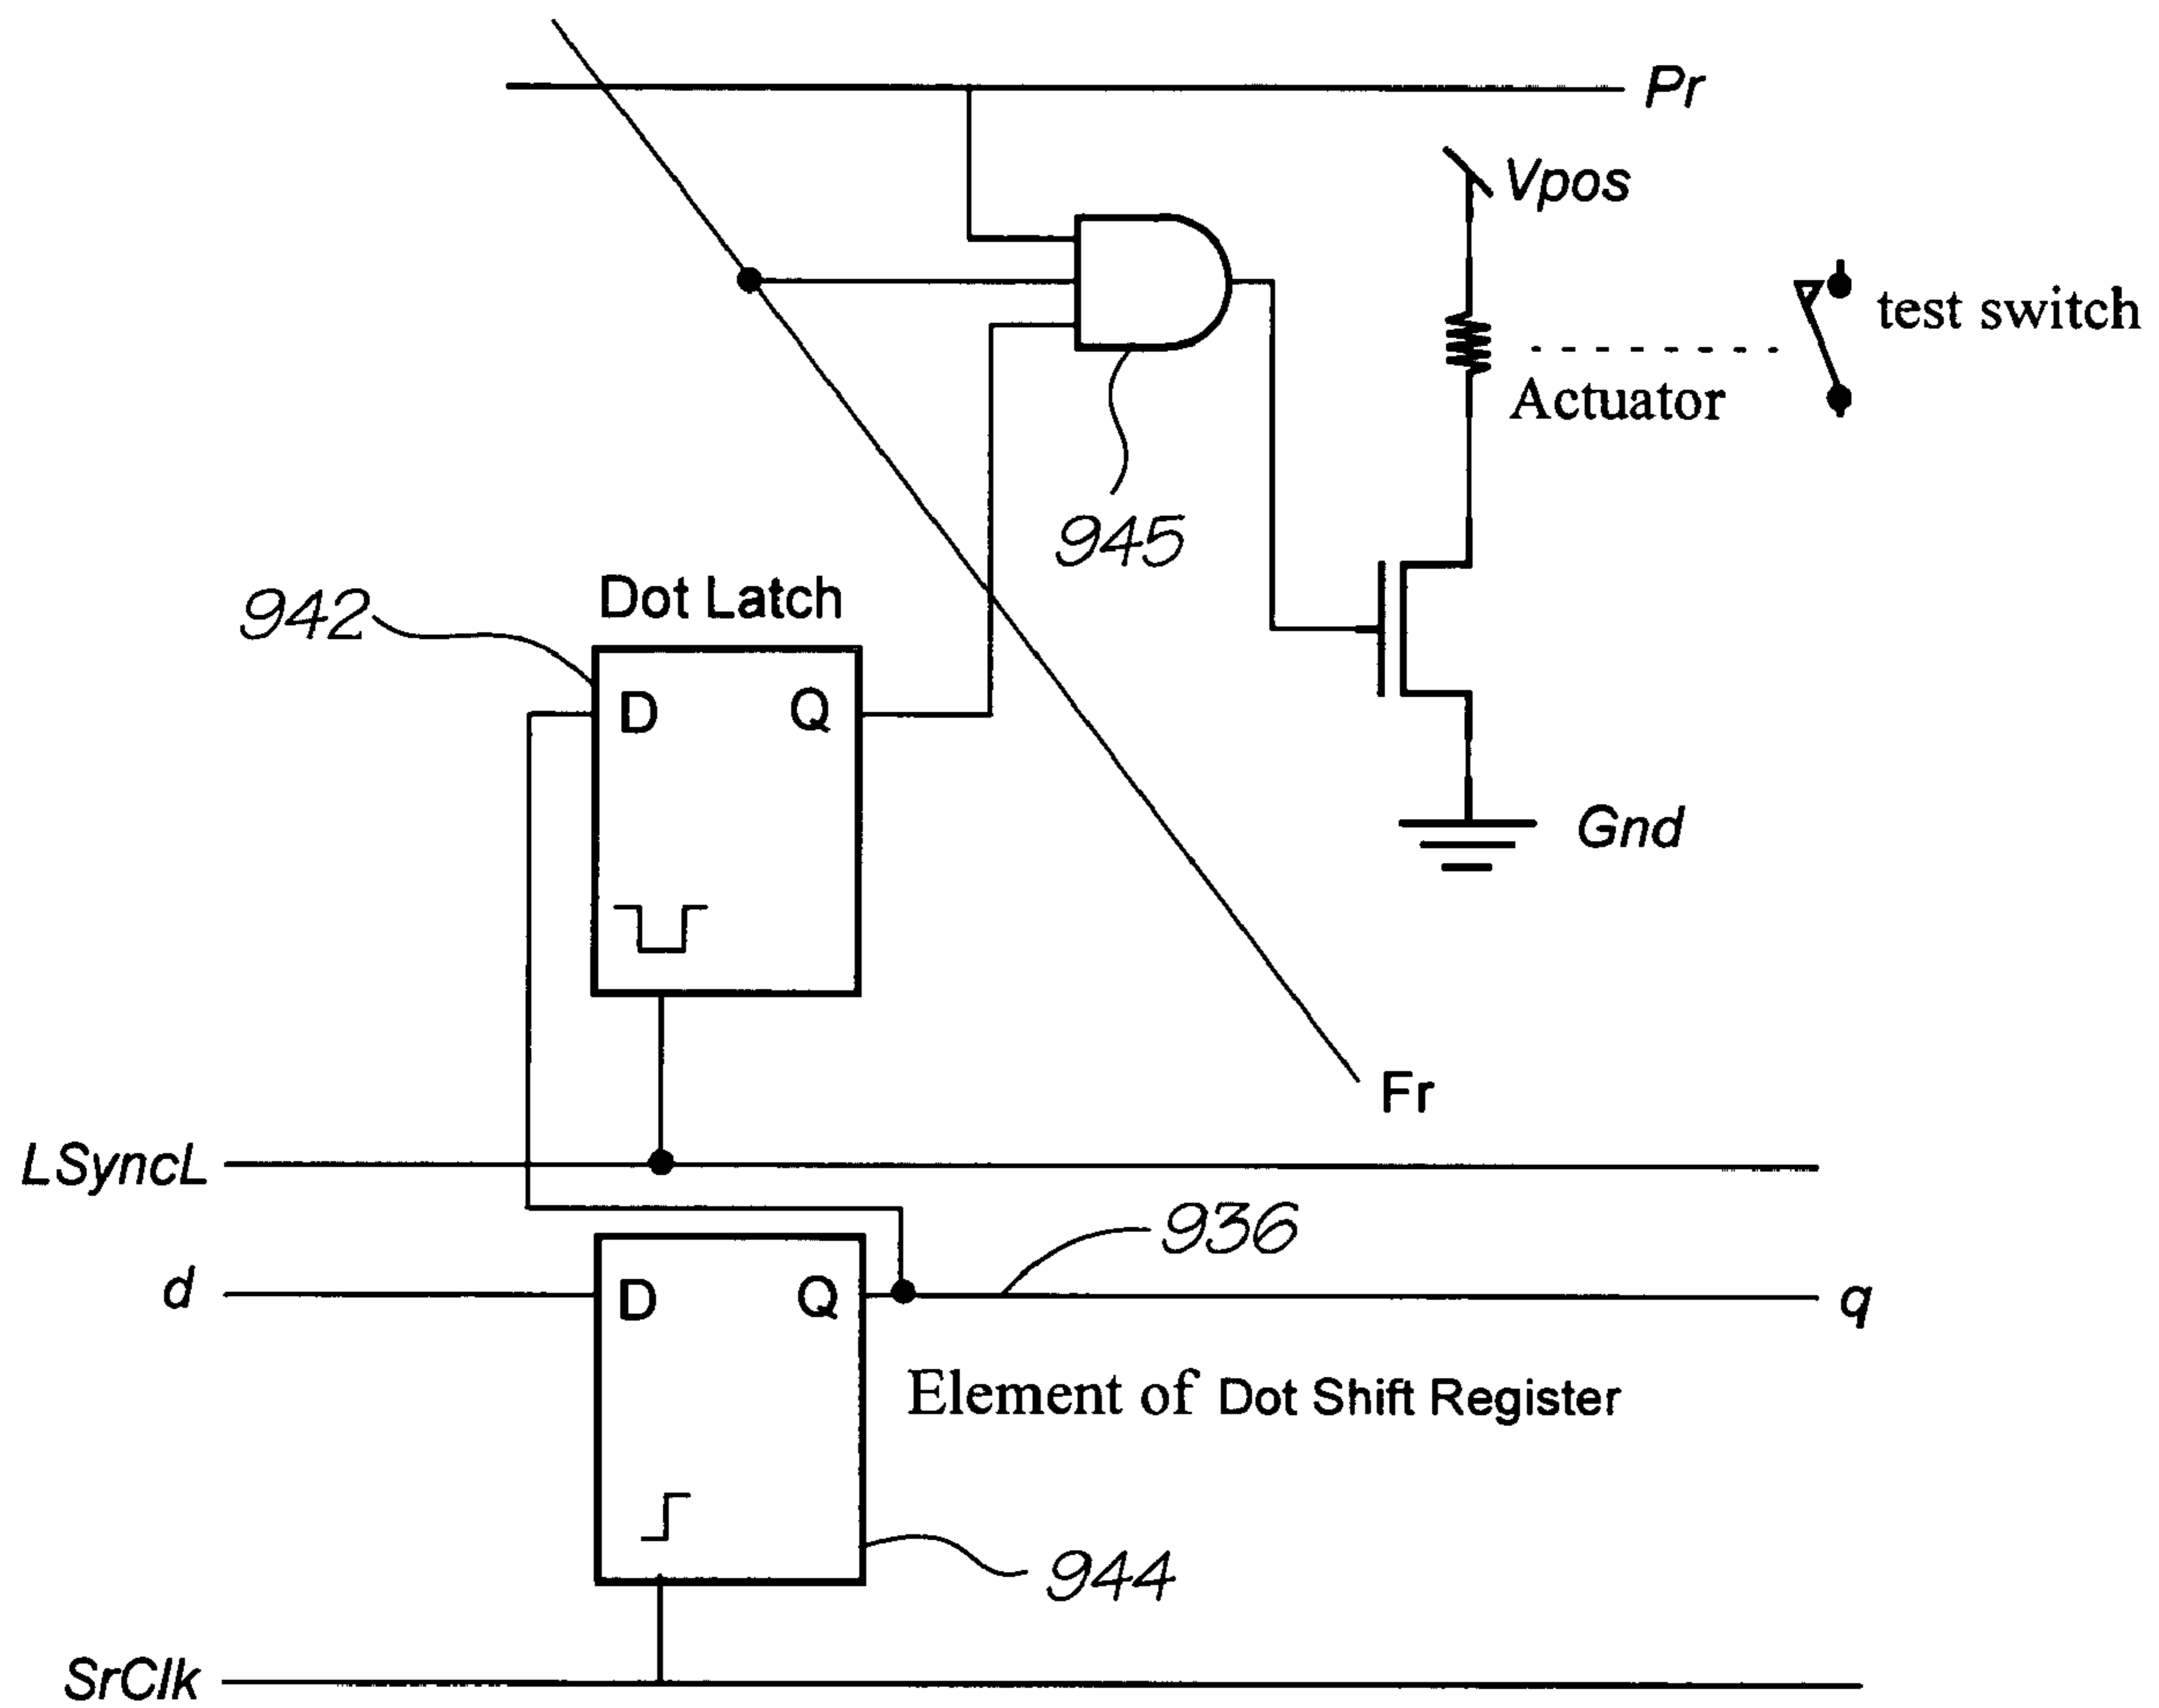 Pr
Vpos
test switch
Actuator
945
942
Dot Latch
D Q
Gnd
Fr
LSyncL
936
d
D Q
q
Element of Dot Shift Register
944
SrClk